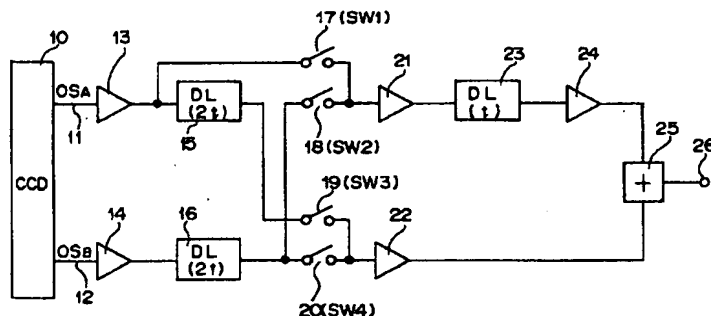 10
13
17(SW1)
21
23
24
OSA
11
DL
(2t)
15
18(SW2)
DL
(t)
25
26
+
CCD
19(SW3)
14
16
22
OSB
12
DL
(2t)
20(SW4)